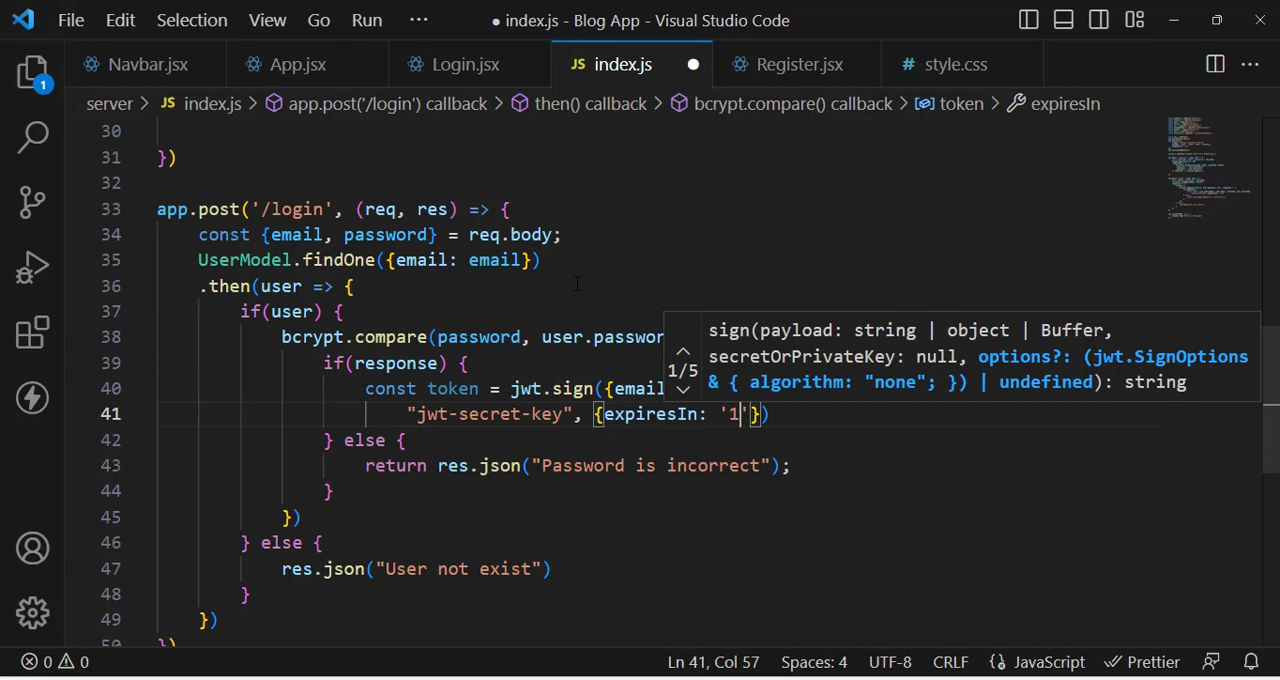 File Edit Selection View Go Run ··· ● index.js - Blog App - Visual Studio Code
Navbar.jsx App.jsx Login.jsx JS index.js ● Register.jsx # style.css ···
1
server > JS index.js > app.post('/login') callback > then() callback > bcrypt.compare() callback > token > expiresIn
30
31 })
32
33 app.post('/login', (req, res) => {
34 const {email, password} = req.body;
35 UserModel.findOne({email: email})
36 .then(user => {
37 if(user) {
38 bcrypt.compare(password, user.passwor
39 if(response) {
40 const token = jwt.sign({email
41 "jwt-secret-key", {expiresIn: '1'})
42 } else {
43 return res.json("Password is incorrect");
44 }
45 })
46 } else {
47 res.json("User not exist")
48 }
49 })
50 })
1/5
sign(payload: string | object | Buffer,
secretOrPrivateKey: null, options?: (jwt.SignOptions
& { algorithm: "none"; }) | undefined): string
0 0 Ln 41, Col 57 Spaces: 4 UTF-8 CRLF {} JavaScript Prettier